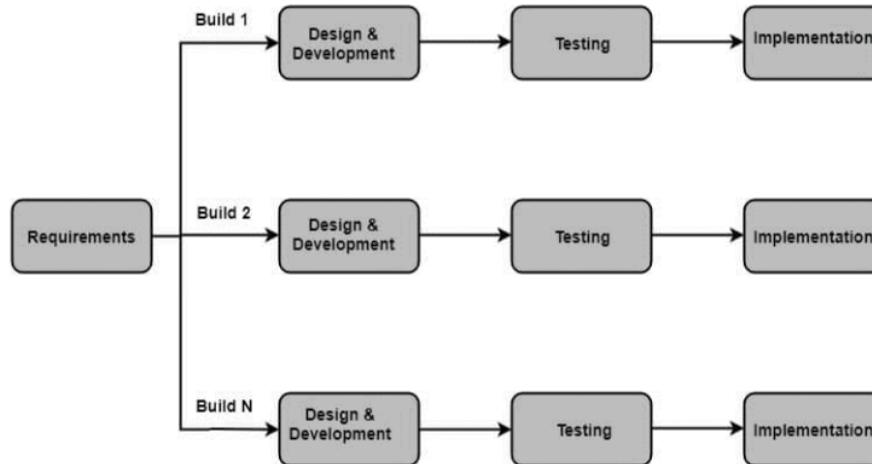 Build 1
Design &
Development
Testing
Implementation
Requirements
Build 2
Design &
Development
Testing
Implementation
Build N
Design &
Development
Testing
Implementation